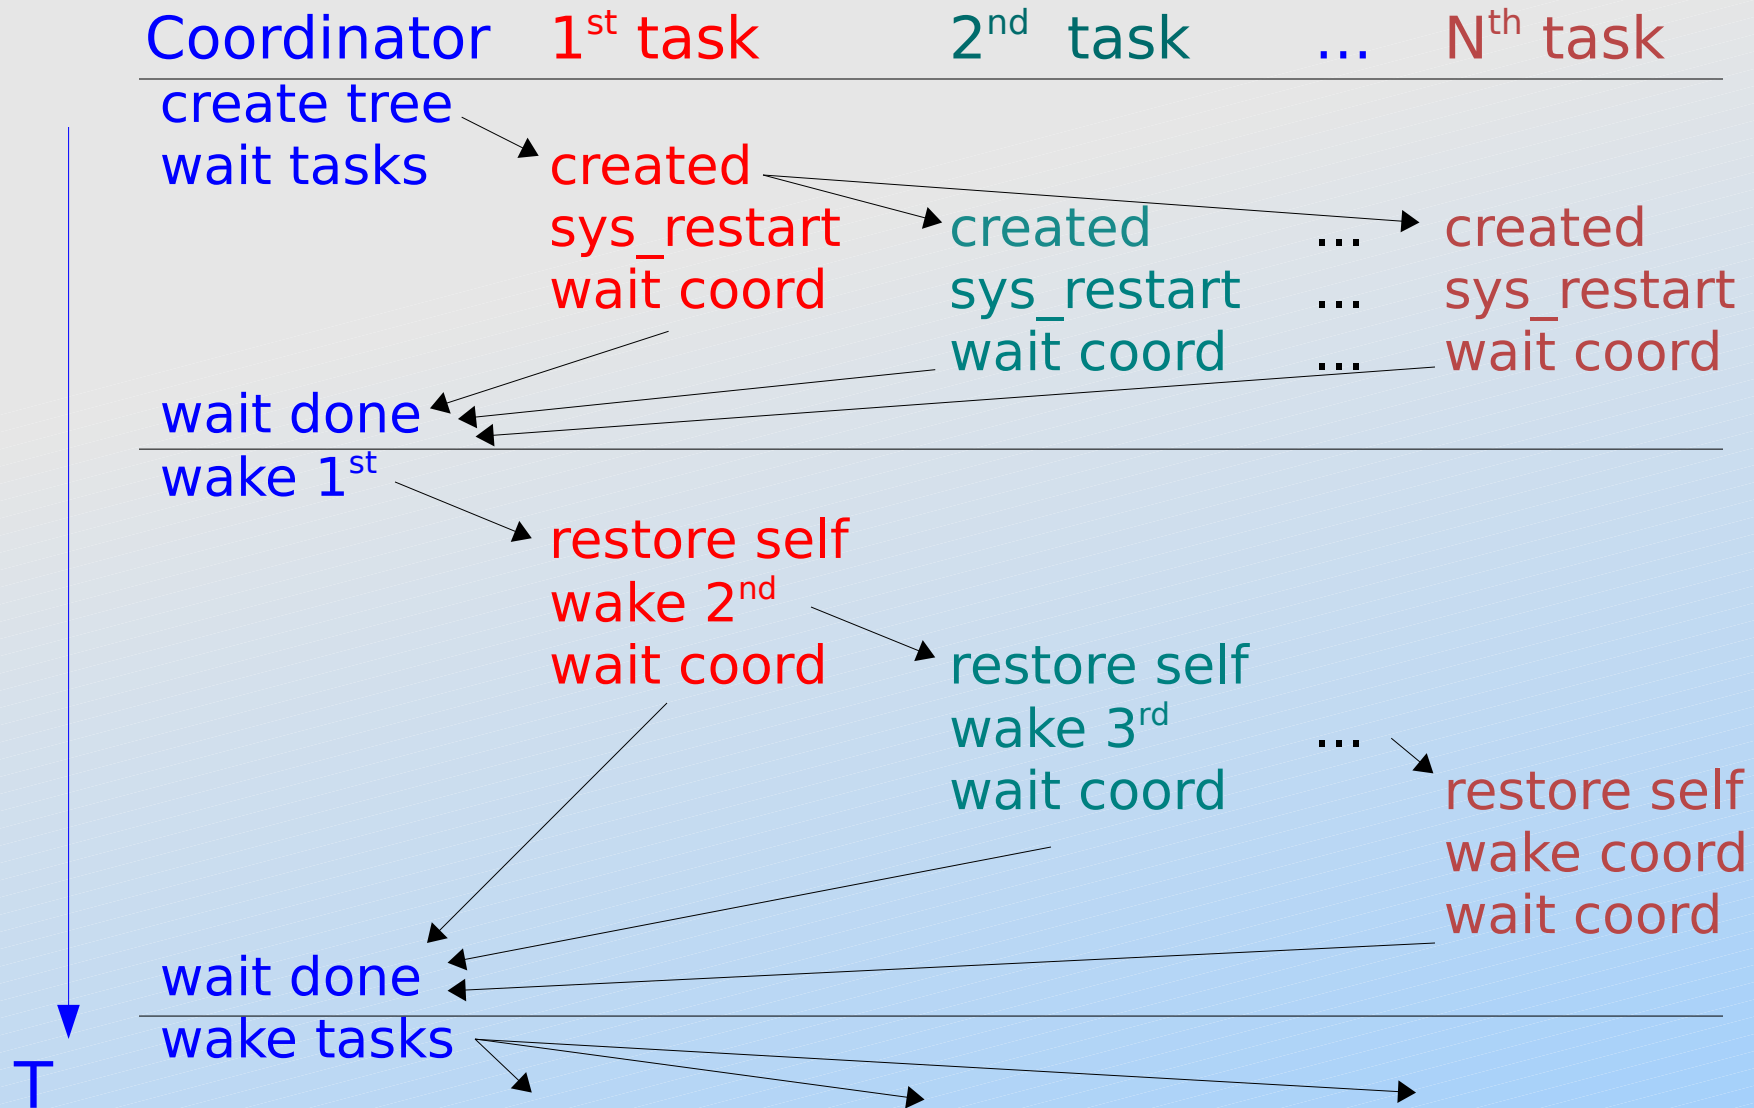 Coordinator 1st task 2nd task ... Nth task
create tree
wait tasks created
sys_restart created ... created
wait coord sys_restart ... sys_restart
wait coord ... wait coord
wait done
wake 1st
restore self
wake 2nd
wait coord restore self
wake 3rd ...
wait coord restore self
wake coord
wait coord
wait done
wake tasks
T